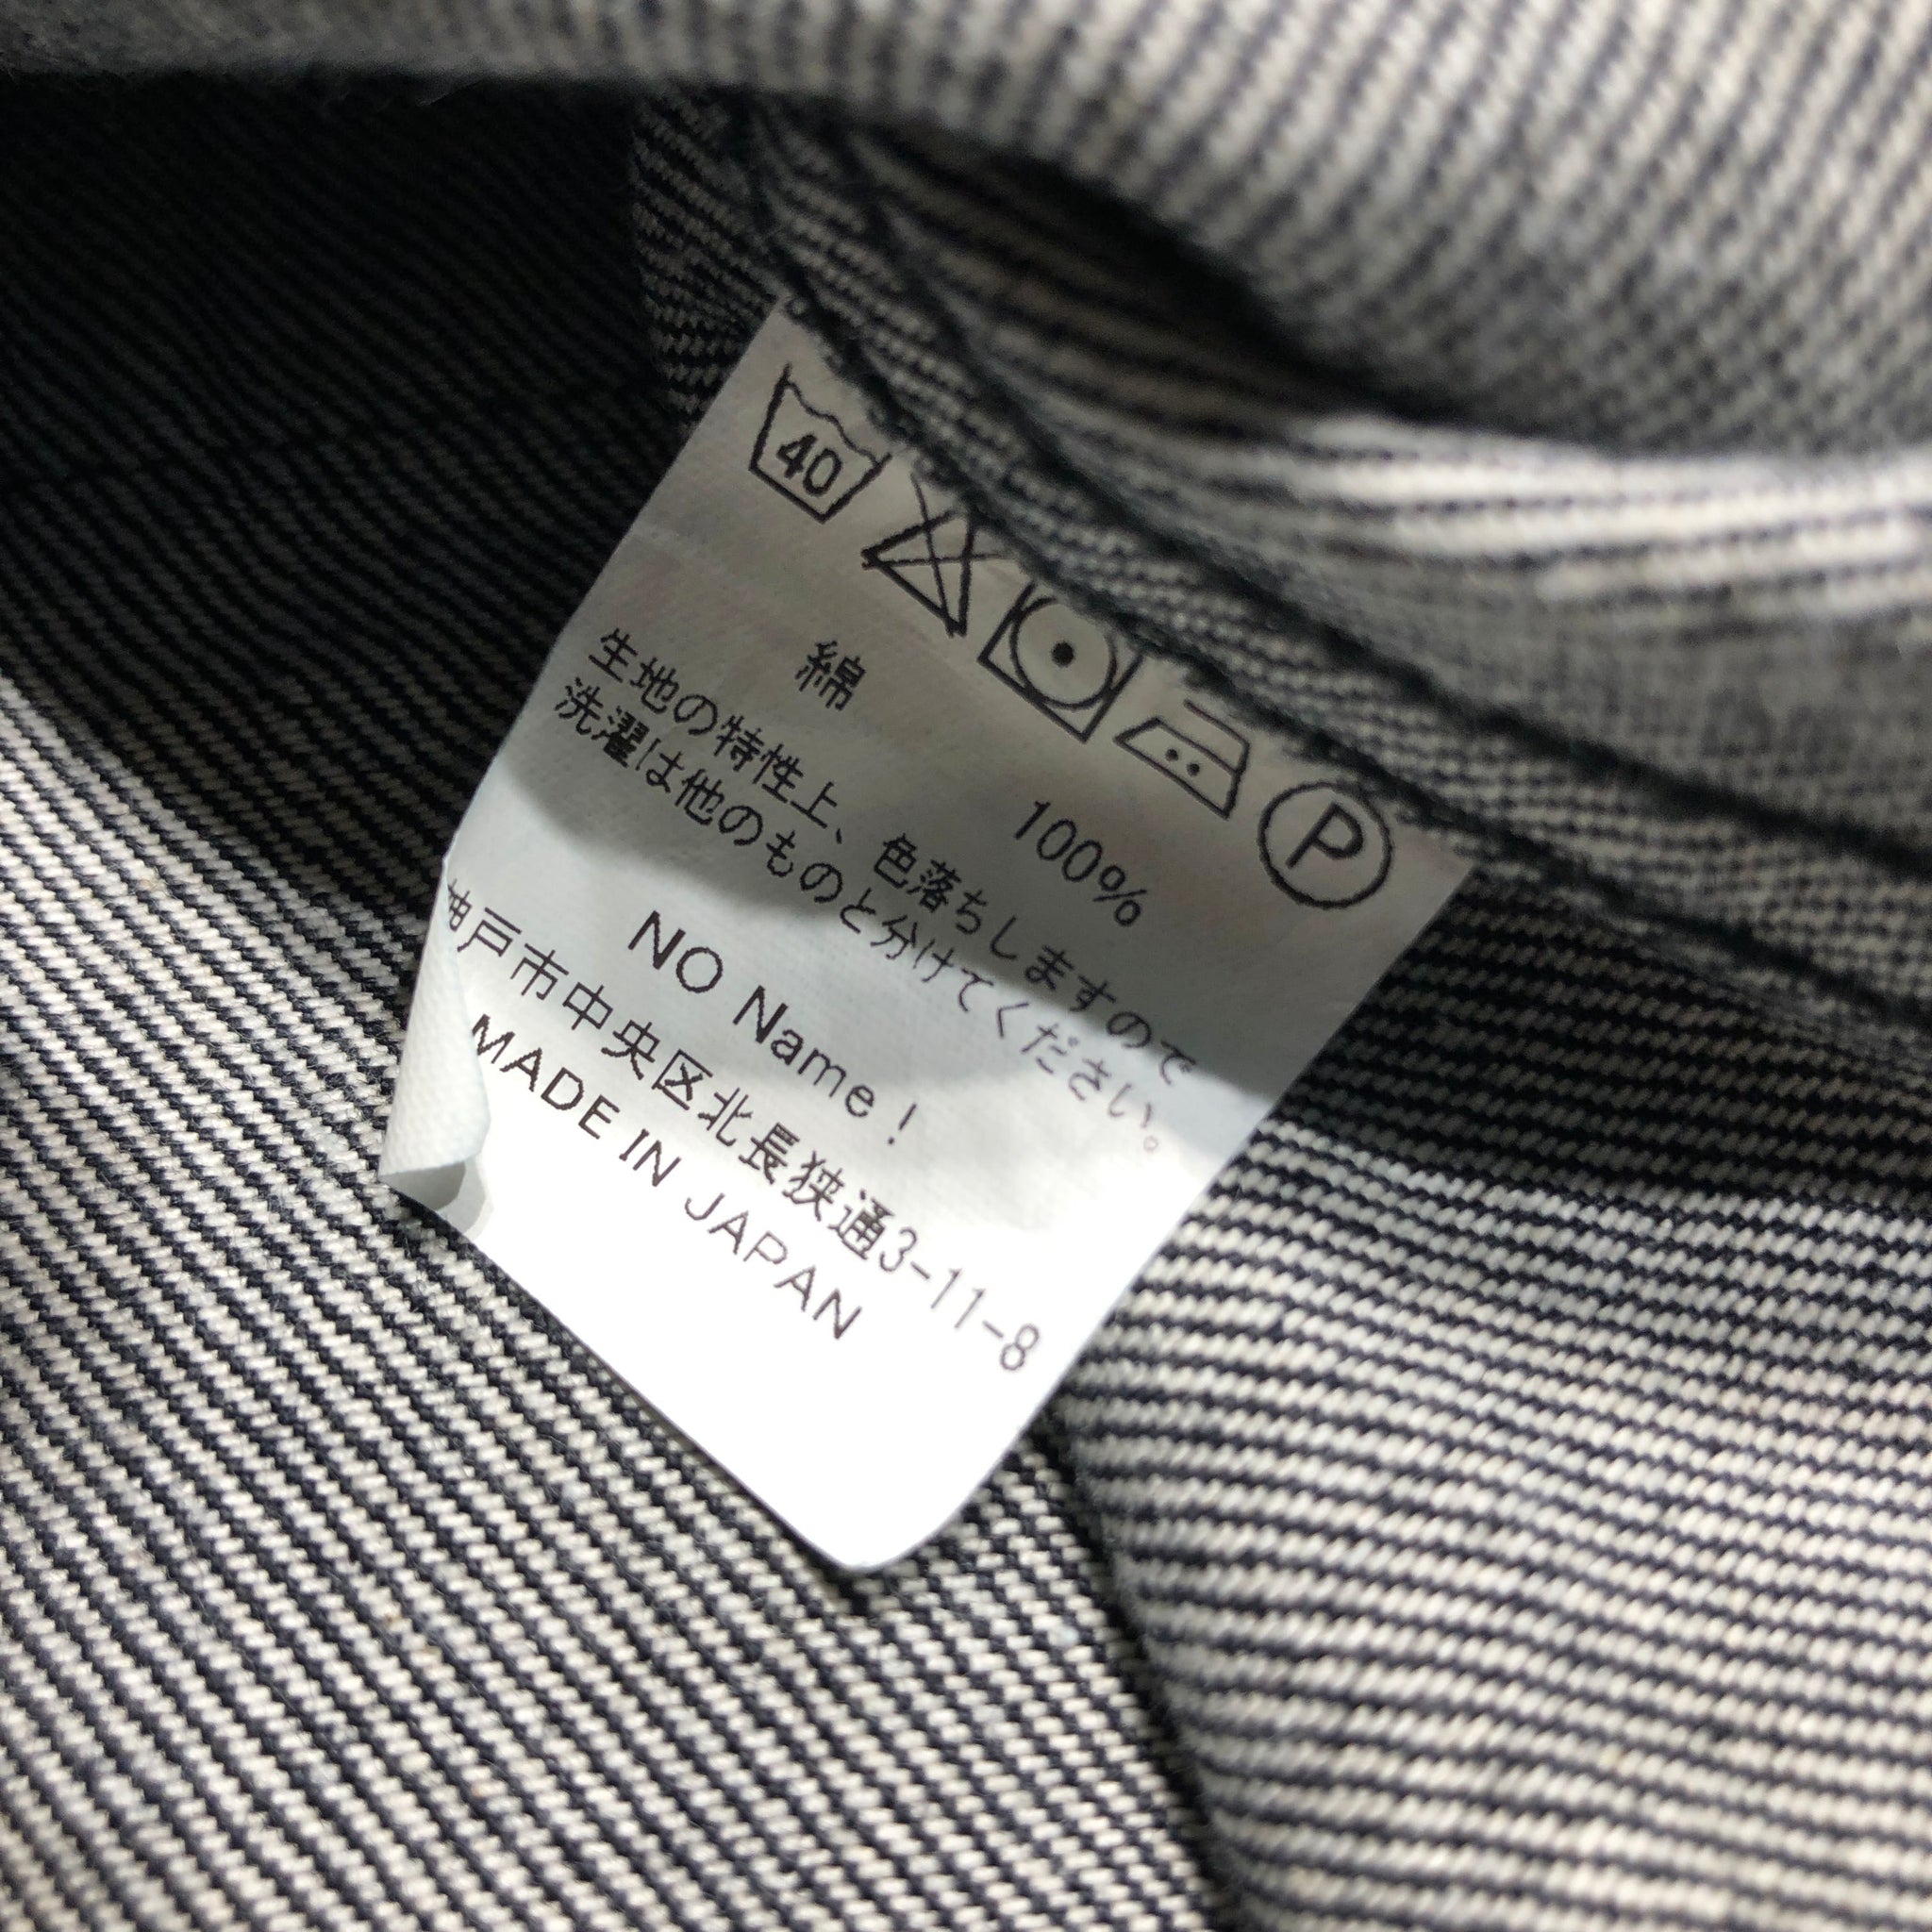 40
P
綿 100%
生地の特性上、色落ちしますので
洗濯は他のものと分けてください。
NO Name!
神戸市中央区北長狭通3-11-8
MADE IN JAPAN